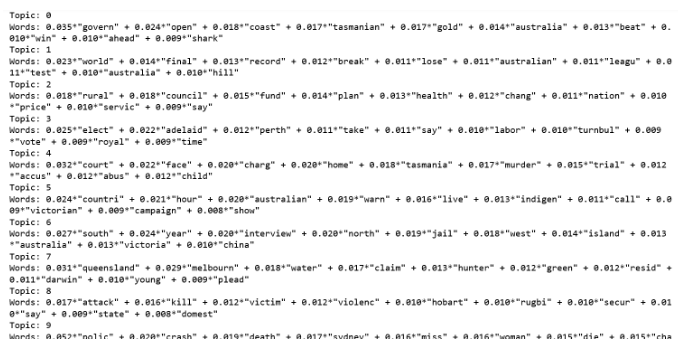 Topic: 0
Words: 0.035*"govern" + 0.024*"open" + 0.018*"coast" + 0.017*"tasmanian" + 0.017*"gold" + 0.014*"australia" + 0.013*"beat" + 0.
010*"win" + 0.010*"ahead" + 0.009*"shark"
Topic: 1
Words: 0.023*"world" + 0.014*"final" + 0.013*"record" + 0.012*"break" + 0.011*"lose" + 0.011*"australian" + 0.011*"leagu" + 0.0
11*"test" + 0.010*"australia" + 0.010*"hill"
Topic: 2
Words: 0.018*"rural" + 0.018*"council" + 0.015*"fund" + 0.014*"plan" + 0.013*"health" + 0.012*"chang" + 0.011*"nation" + 0.010
*"price" + 0.010*"servic" + 0.009*"say"
Topic: 3
Words: 0.025*"elect" + 0.022*"adelaid" + 0.012*"perth" + 0.011*"take" + 0.011*"say" + 0.010*"labor" + 0.010*"turnbul" + 0.009
*"vote" + 0.009*"royal" + 0.009*"time"
Topic: 4
Words: 0.032*"court" + 0.022*"face" + 0.020*"charg" + 0.020*"home" + 0.018*"tasmania" + 0.017*"murder" + 0.015*"trial" + 0.012
*"accus" + 0.012*"abus" + 0.012*"child"
Topic: 5
Words: 0.024*"countri" + 0.021*"hour" + 0.020*"australian" + 0.019*"warn" + 0.016*"live" + 0.013*"indigen" + 0.011*"call" + 0.0
09*"victorian" + 0.009*"campaign" + 0.008*"show"
Topic: 6
Words: 0.027*"south" + 0.024*"year" + 0.020*"interview" + 0.020*"north" + 0.019*"jail" + 0.018*"west" + 0.014*"island" + 0.013
*"australia" + 0.013*"victoria" + 0.010*"china"
Topic: 7
Words: 0.031*"queensland" + 0.029*"melbourn" + 0.018*"water" + 0.017*"claim" + 0.013*"hunter" + 0.012*"green" + 0.012*"resid" +
0.011*"darwin" + 0.010*"young" + 0.009*"plead"
Topic: 8
Words: 0.017*"attack" + 0.016*"kill" + 0.012*"victim" + 0.012*"violenc" + 0.010*"hobart" + 0.010*"rugbi" + 0.010*"secur" + 0.01
0*"say" + 0.009*"state" + 0.008*"domest"
Topic: 9
Words: 0.052*"polic" + 0.020*"crash" + 0.019*"death" + 0.017*"sydney" + 0.016*"miss" + 0.016*"woman" + 0.015*"die" + 0.015*"cha